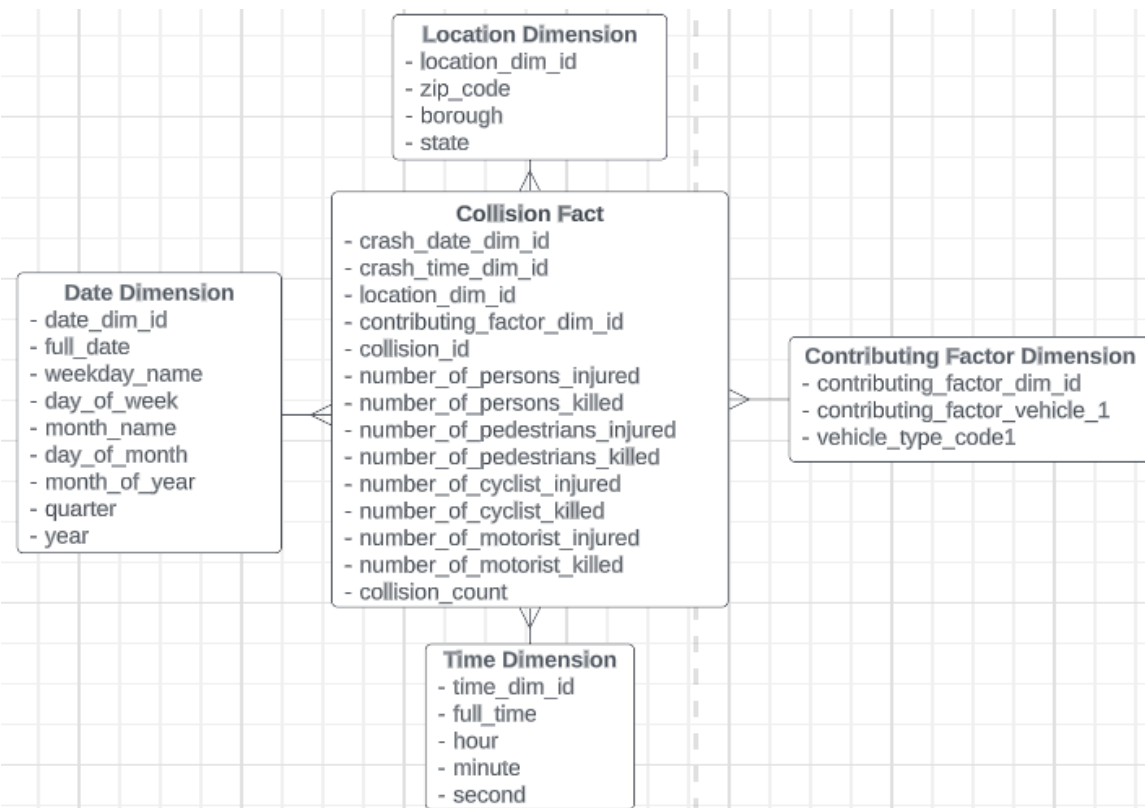 Location Dimension
- location_dim_id
- zip_code
- borough
- state
Collision Fact
- crash_date_dim_id
- crash_time_dim_id
- location_dim_id
- contributing_factor_dim_id
- collision_id
- number_of_persons_injured
- number_of_persons_killed
- number_of_pedestrians_injured
- number_of_pedestrians_killed
- number_of_cyclist_injured
- number_of_cyclist_killed
- number_of_motorist_injured
- number_of_motorist_killed
- collision_count
Date Dimension
- date_dim_id
- full_date
- weekday_name
- day_of_week
- month_name
- day_of_month
- month_of_year
- quarter
- year
Contributing Factor Dimension
- contributing_factor_dim_id
- contributing_factor_vehicle_1
- vehicle_type_code1
Time Dimension
- time_dim_id
- full_time
- hour
- minute
- second